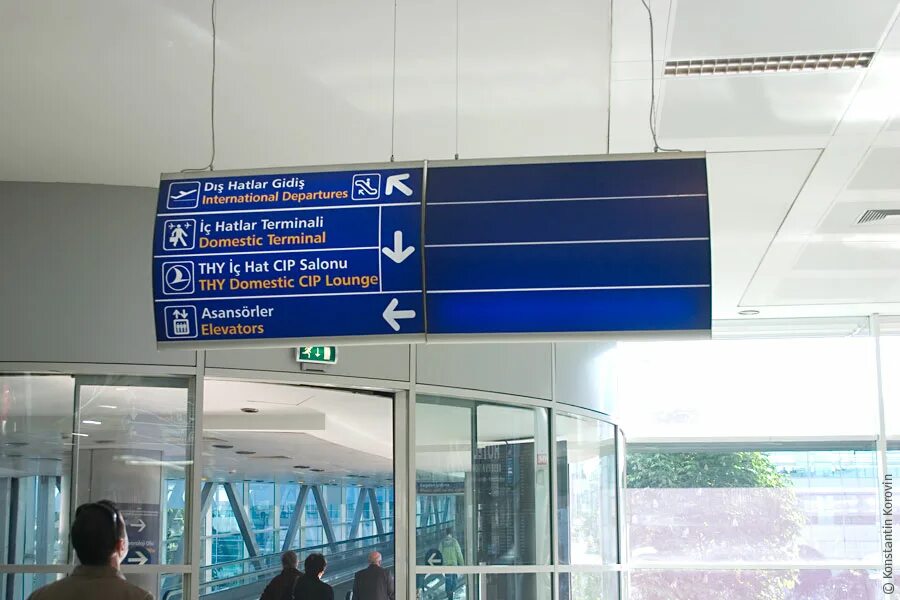 Dış Hatlar Gidiş
International Departures
İç Hatlar Terminali
Domestic Terminal
THY İç Hat CIP Salonu
THY Domestic CIP Lounge
Asansörler
Elevators
© Konstantin Korovin